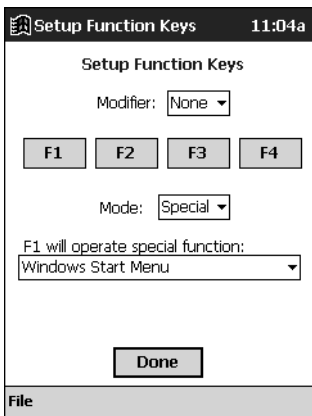 Setup Function Keys 11:04a
Setup Function Keys
Modifier: None
F1 F2 F3 F4
Mode: Special
F1 will operate special function:
Windows Start Menu
Done
File